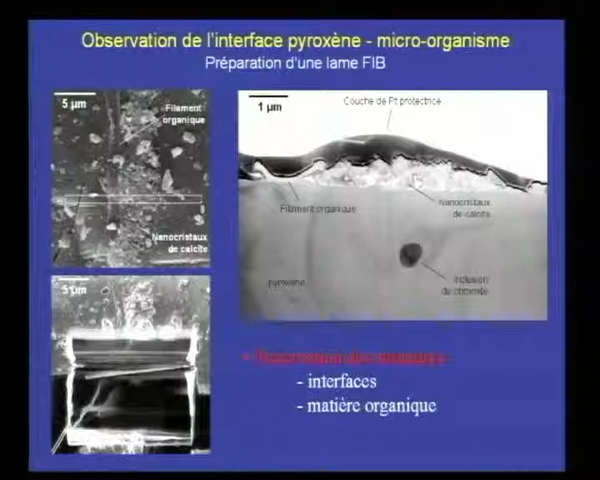 Observation de l'interface pyroxène - micro-organisme
Préparation d'une lame FIB
5 µm
Filament
organique
Nanocristaux
de calcite
1 µm
Couche de Pt protectrice
Filament organique
Nanocristaux
de calcite
pyroxène
Inclusion
de chromite
5 µm
- interfaces
- matière organique